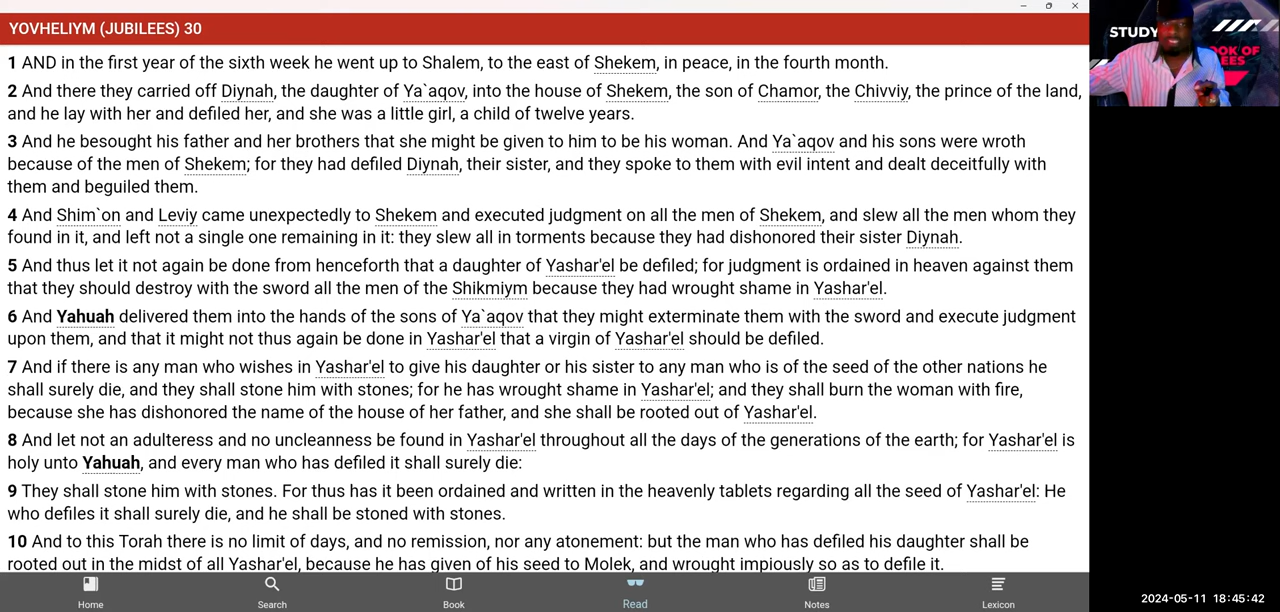 YOVHELIYM (JUBILEES) 30
1 AND in the first year of the sixth week he went up to Shalem, to the east of Shekem, in peace, in the fourth month.
2 And there they carried off Diynah, the daughter of Ya`aqov, into the house of Shekem, the son of Chamor, the Chivviy, the prince of the land,
and he lay with her and defiled her, and she was a little girl, a child of twelve years.
3 And he besought his father and her brothers that she might be given to him to be his woman. And Ya`aqov and his sons were wroth
because of the men of Shekem; for they had defiled Diynah, their sister, and they spoke to them with evil intent and dealt deceitfully with
them and beguiled them.
4 And Shim`on and Leviy came unexpectedly to Shekem and executed judgment on all the men of Shekem, and slew all the men whom they
found in it, and left not a single one remaining in it: they slew all in torments because they had dishonored their sister Diynah.
5 And thus let it not again be done from henceforth that a daughter of Yashar'el be defiled; for judgment is ordained in heaven against them
that they should destroy with the sword all the men of the Shikmiym because they had wrought shame in Yashar'el.
6 And Yahuah delivered them into the hands of the sons of Ya`aqov that they might exterminate them with the sword and execute judgment
upon them, and that it might not thus again be done in Yashar'el that a virgin of Yashar'el should be defiled.
7 And if there is any man who wishes in Yashar'el to give his daughter or his sister to any man who is of the seed of the other nations he
shall surely die, and they shall stone him with stones; for he has wrought shame in Yashar'el; and they shall burn the woman with fire,
because she has dishonored the name of the house of her father, and she shall be rooted out of Yashar'el.
8 And let not an adulteress and no uncleanness be found in Yashar'el throughout all the days of the generations of the earth; for Yashar'el is
holy unto Yahuah, and every man who has defiled it shall surely die:
9 They shall stone him with stones. For thus has it been ordained and written in the heavenly tablets regarding all the seed of Yashar'el: He
who defiles it shall surely die, and he shall be stoned with stones.
10 And to this Torah there is no limit of days, and no remission, nor any atonement: but the man who has defiled his daughter shall be
rooted out in the midst of all Yashar'el, because he has given of his seed to Molek, and wrought impiously so as to defile it.
Home
Search
Book
Read
Notes
Lexicon
STUDY
OOK OF
EES
2024-05-11 18:45:42